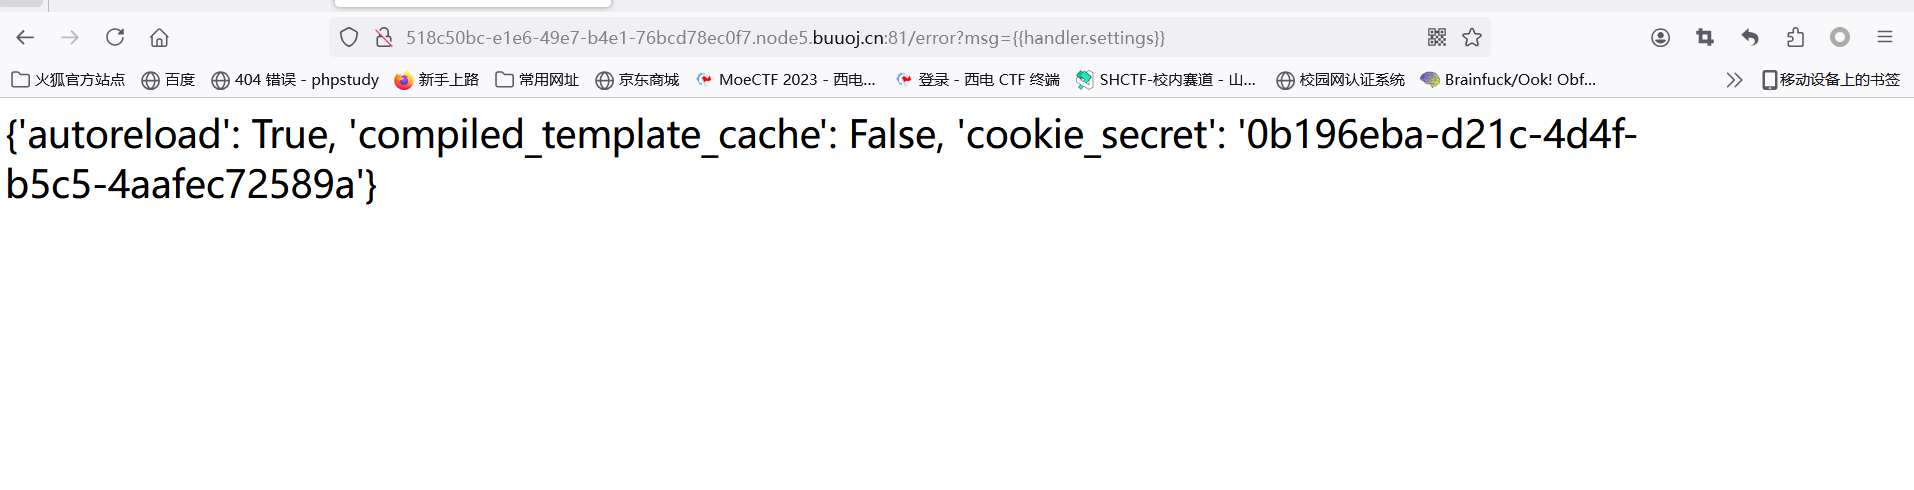 518c50bc-e1e6-49e7-b4e1-76bcd78ec0f7.node5.buuoj.cn:81/error?msg={{handler.settings}}
火狐官方站点 百度 404 错误 - phpstudy 新手上路 常用网址 京东商城 MoeCTF 2023 - 西电... 登录 - 西电 CTF 终端 SHCTF-校内赛道 - 山... 校园网认证系统 Brainfuck/Ook! Obf... 移动设备上的书签
{'autoreload': True, 'compiled_template_cache': False, 'cookie_secret': '0b196eba-d21c-4d4f-
b5c5-4aafec72589a'}